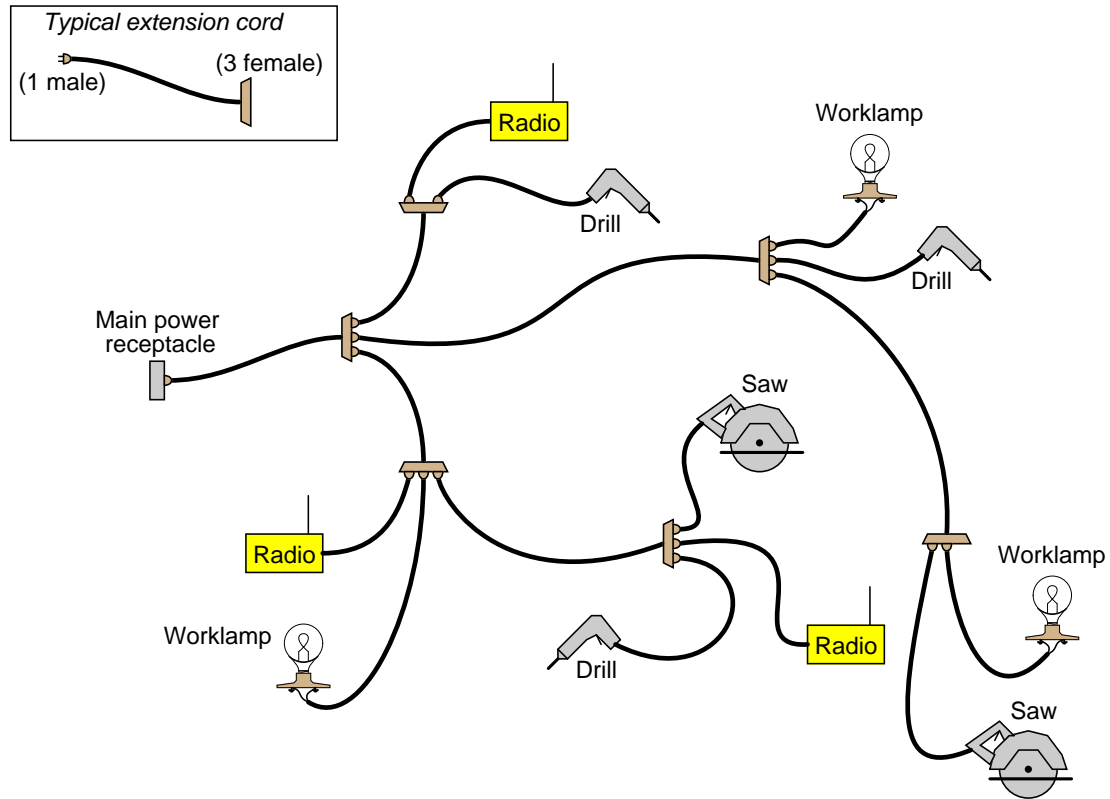 Typical extension cord
(3 female)
(1 male)
Radio
Worklamp
Drill
Drill
Main power
receptacle
Saw
Radio
Worklamp
Worklamp
Drill
Radio
Saw